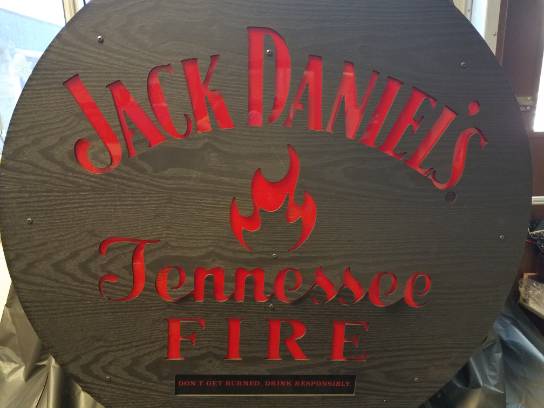 JACK DANIEL'S
Tennessee
FIRE
DON'T GET BURNED. DRINK RESPONSIBLY.